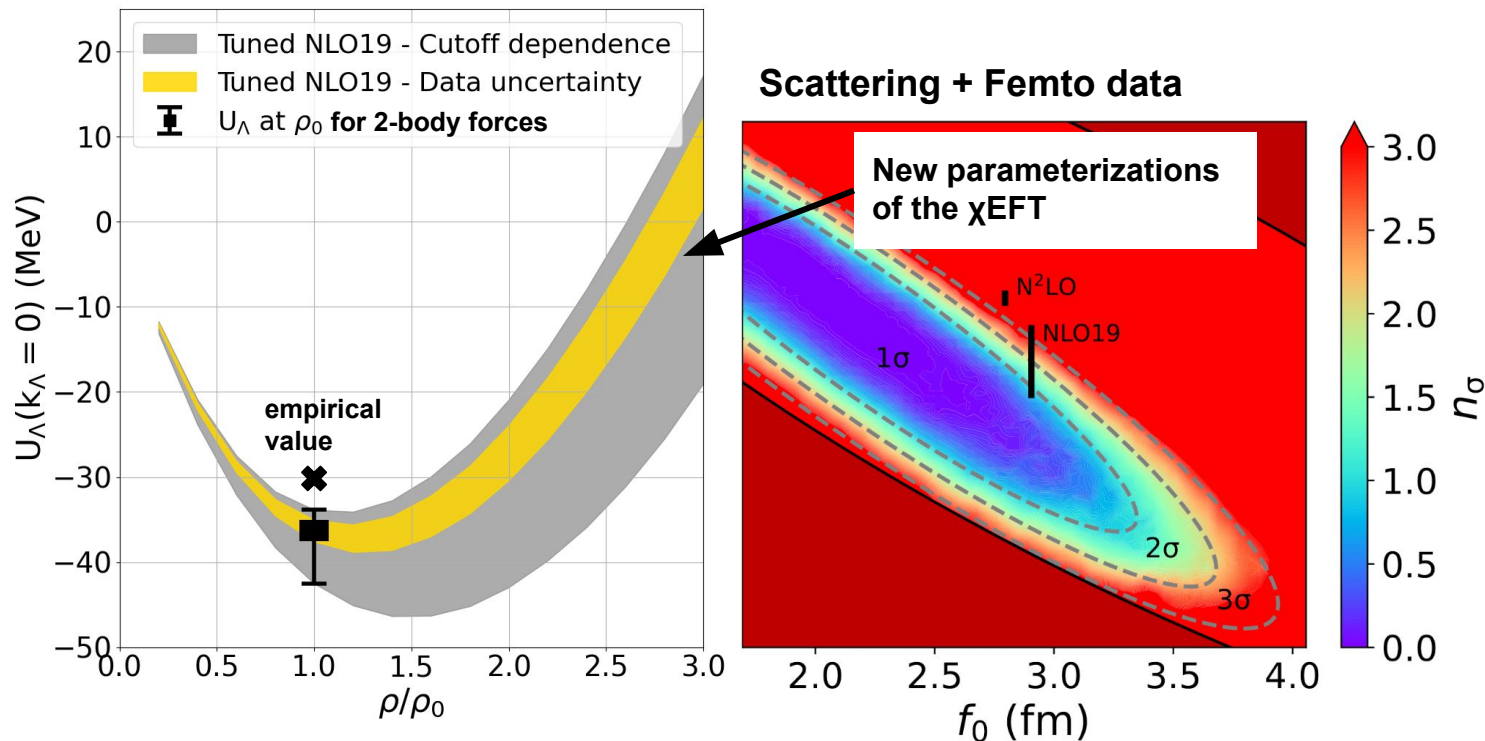 Tuned NLO19 - Cutoff dependence
Tuned NLO19 - Data uncertainty
U_Λ at ρ₀ for 2-body forces
empirical
value
U_Λ(k_Λ = 0) (MeV)
20
10
0
−10
−20
−30
−40
−50
0.0 0.5 1.0 1.5 2.0 2.5 3.0
ρ/ρ₀
Scattering + Femto data
New parameterizations
of the χEFT
N²LO
NLO19
1σ
2σ
3σ
2.0 2.5 3.0 3.5 4.0
f₀ (fm)
3.0
2.5
2.0
1.5
1.0
0.5
0.0
n_σ